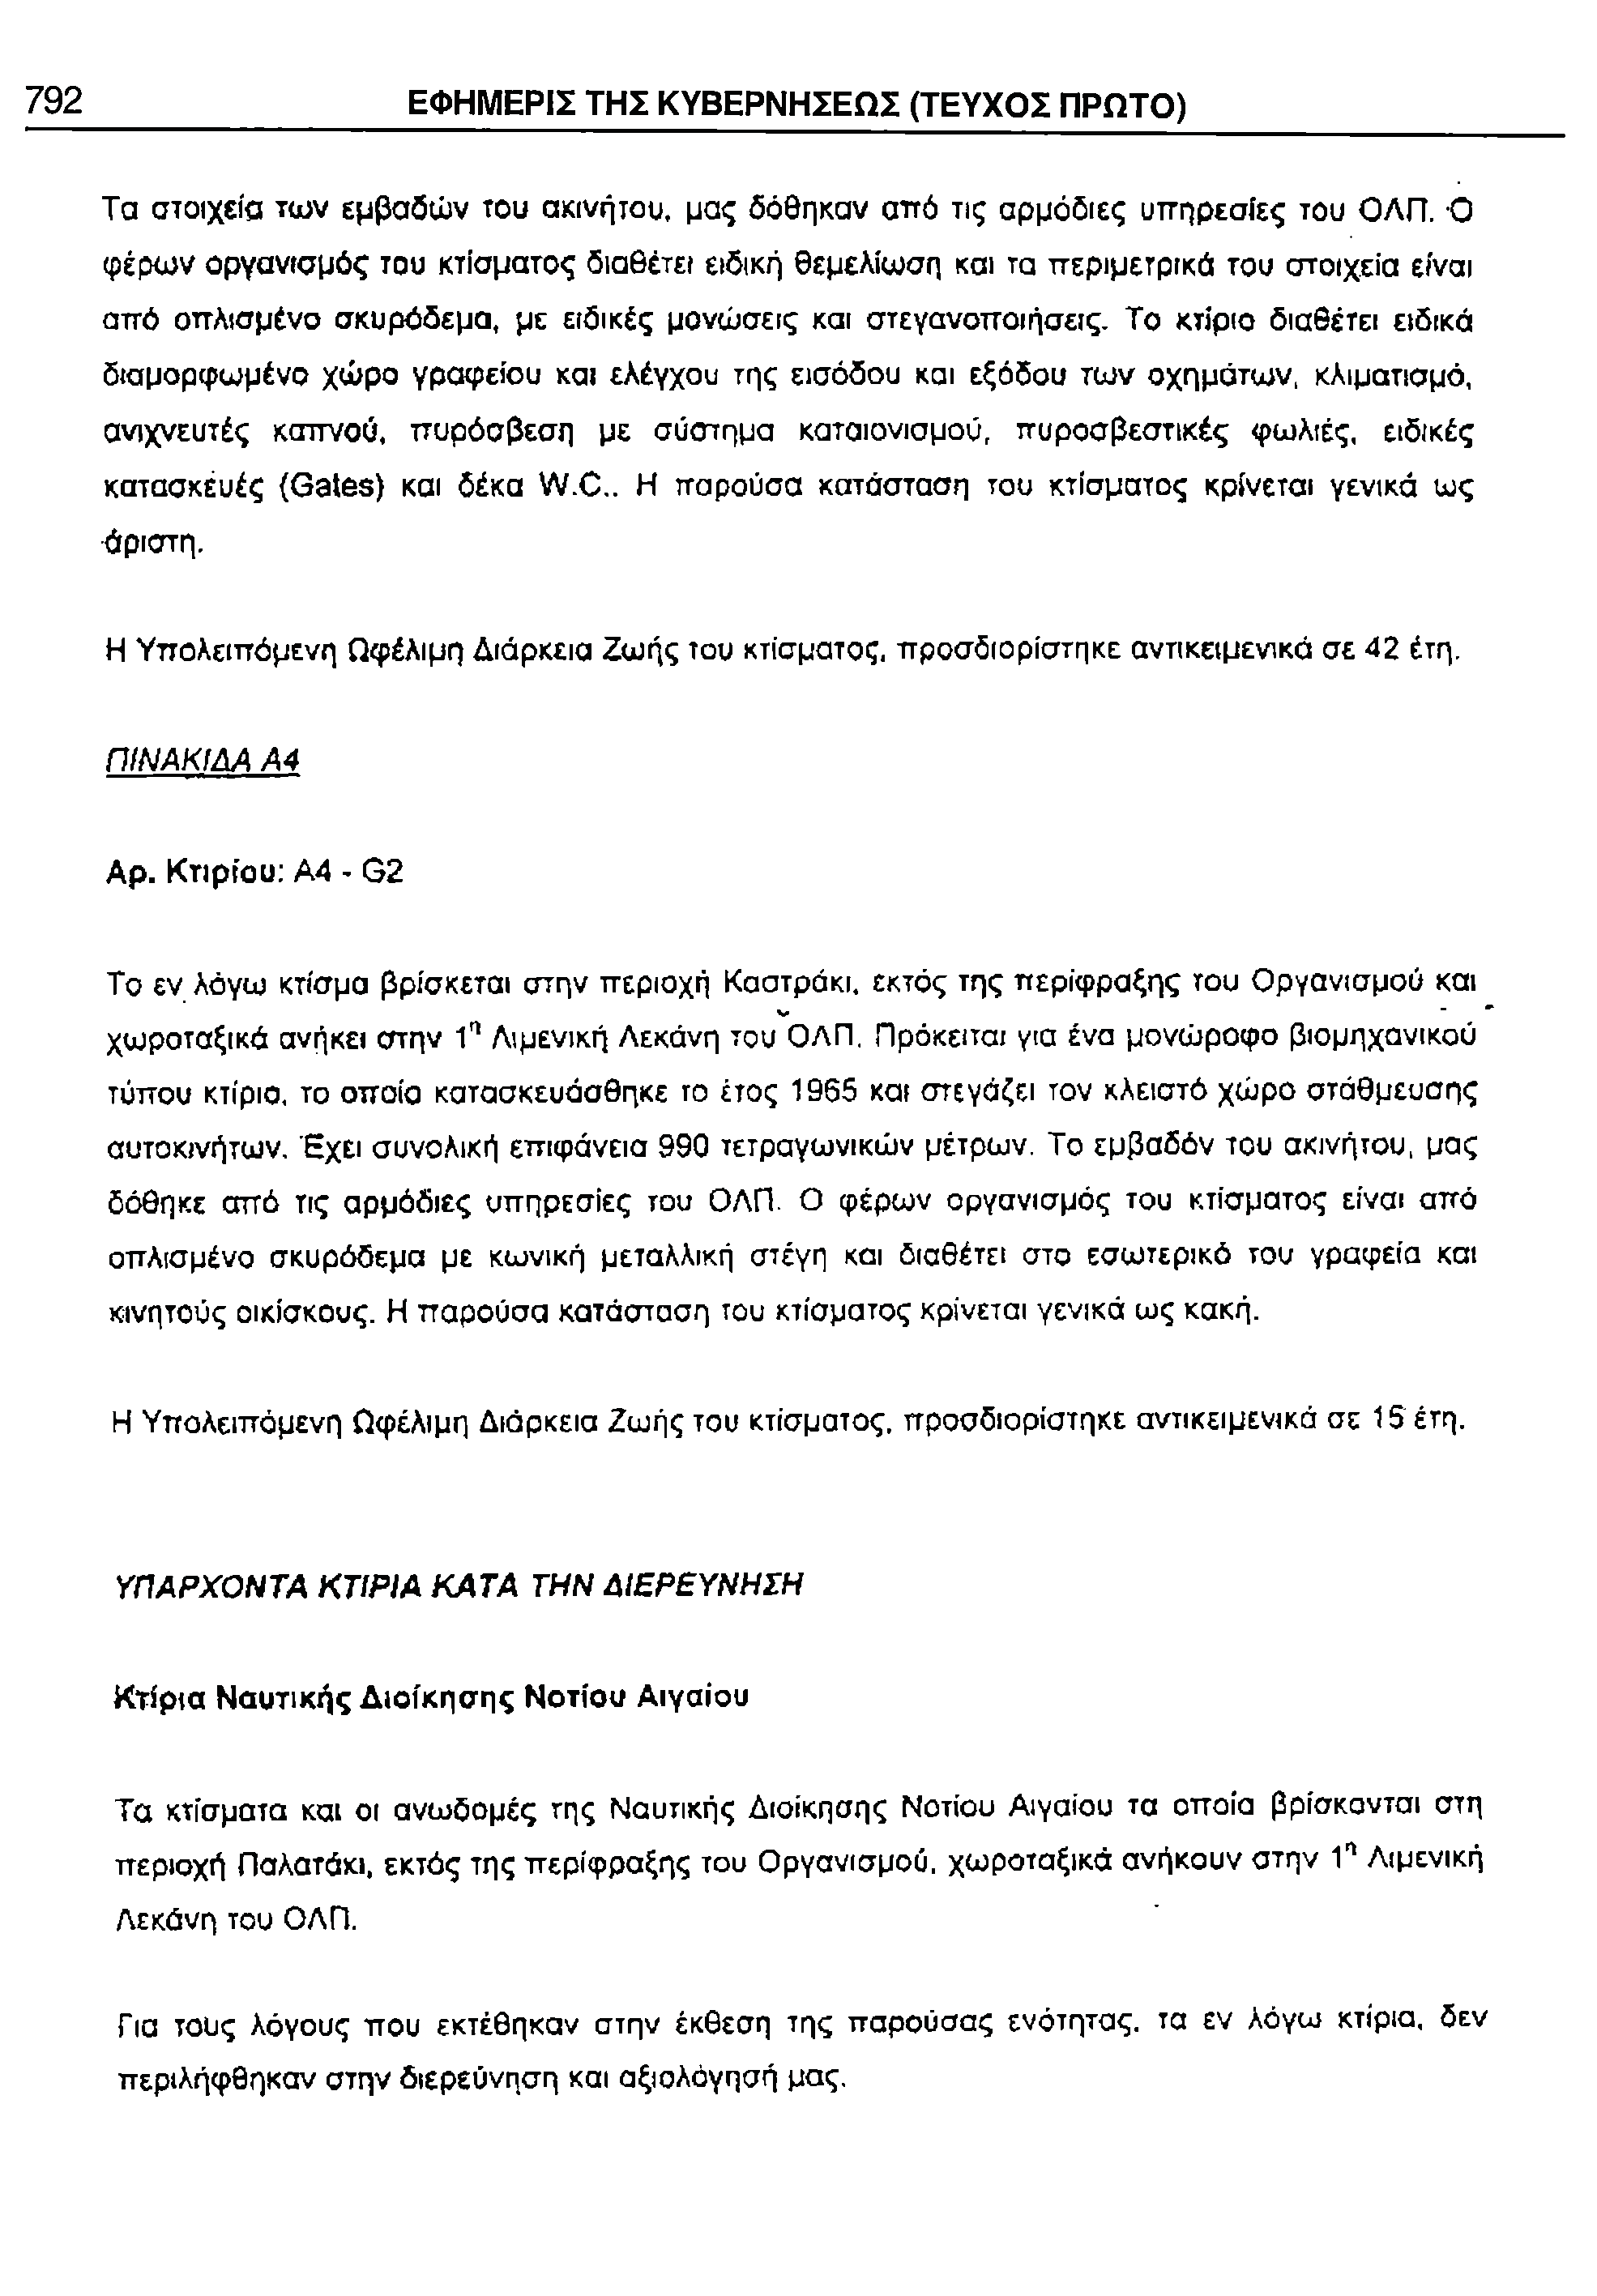 792
ΕΦΗΜΕΡΙΣ ΤΗΣ ΚΥΒΕΡΝΗΣΕΩΣ (ΤΕΥΧΟΣ ΠΡΩΤΟ)
Τα στοιχεία των εμβαδών του ακινήτου, μας δόθηκαν από τις αρμόδιες υπηρεσίες του ΟΛΠ. Ο
φέρων οργανισμός του κτίσματος διαθέτει ειδική θεμελίωση και τα περιμετρικά του στοιχεία είναι
από οπλισμένο σκυρόδεμα, με ειδικές μονώσεις και στεγανοποιήσεις. Το κτίριο διαθέτει ειδικά
διαμορφωμένο χώρο γραφείου και ελέγχου της εισόδου και εξόδου των οχημάτων, κλιματισμό,
ανιχνευτές καπνού, πυρόσβεση με σύστημα καταιονισμού, πυροσβεστικές φωλιές, ειδικές
κατασκευές (Gates) και δέκα W.C.. Η παρούσα κατάσταση του κτίσματος κρίνεται γενικά ως
άριστη.
Η Υπολειπόμενη Ωφέλιμη Διάρκεια Ζωής του κτίσματος, προσδιορίστηκε αντικειμενικά σε 42 έτη.
ΠΙΝΑΚΙΔΑ Α4
Αρ. Κτιρίου: Α4 - G2
Το εν λόγω κτίσμα βρίσκεται στην περιοχή Καστράκι, εκτός της περίφραξης του Οργανισμού και
χωροταξικά ανήκει στην 1η Λιμενική Λεκάνη του ΟΛΠ. Πρόκειται για ένα μονώροφο βιομηχανικού
τύπου κτίριο, το οποίο κατασκευάσθηκε το έτος 1965 και στεγάζει τον κλειστό χώρο στάθμευσης
αυτοκινήτων. Έχει συνολική επιφάνεια 990 τετραγωνικών μέτρων. Το εμβαδόν του ακινήτου, μας
δόθηκε από τις αρμόδιες υπηρεσίες του ΟΛΠ. Ο φέρων οργανισμός του κτίσματος είναι από
οπλισμένο σκυρόδεμα με κωνική μεταλλική στέγη και διαθέτει στο εσωτερικό του γραφεία και
κινητούς οικίσκους. Η παρούσα κατάσταση του κτίσματος κρίνεται γενικά ως κακή.
Η Υπολειπόμενη Ωφέλιμη Διάρκεια Ζωής του κτίσματος, προσδιορίστηκε αντικειμενικά σε 15 έτη.
ΥΠΑΡΧΟΝΤΑ ΚΤΙΡΙΑ ΚΑΤΑ ΤΗΝ ΔΙΕΡΕΥΝΗΣΗ
Κτίρια Ναυτικής Διοίκησης Νοτίου Αιγαίου
Τα κτίσματα και οι ανωδομές της Ναυτικής Διοίκησης Νοτίου Αιγαίου τα οποία βρίσκονται στη
περιοχή Παλατάκι, εκτός της περίφραξης του Οργανισμού, χωροταξικά ανήκουν στην 1η Λιμενική
Λεκάνη του ΟΛΠ.
Για τους λόγους που εκτέθηκαν στην έκθεση της παρούσας ενότητας, τα εν λόγω κτίρια, δεν
περιλήφθηκαν στην διερεύνηση και αξιολόγησή μας.